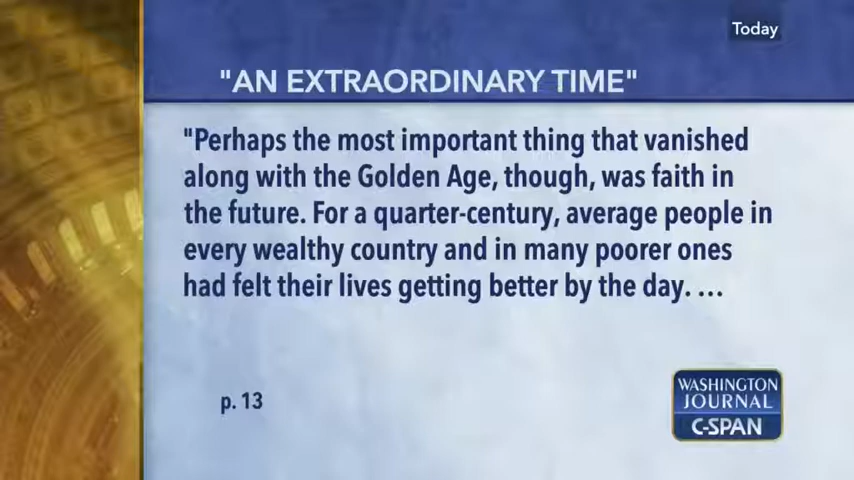 Today
"AN EXTRAORDINARY TIME"
"Perhaps the most important thing that vanished
along with the Golden Age, though, was faith in
the future. For a quarter-century, average people in
every wealthy country and in many poorer ones
had felt their lives getting better by the day. ...
p. 13
WASHINGTON
JOURNAL
C-SPAN